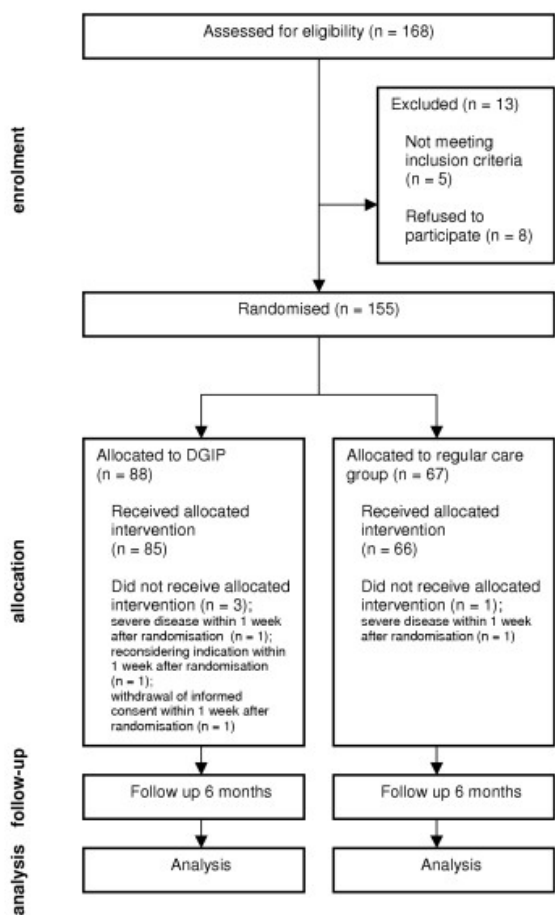 Assessed for eligibility (n = 168)
enrolment
Excluded (n = 13)
Not meeting
inclusion criteria
(n = 5)
Refused to
participate (n = 8)
Randomised (n = 155)
allocation
Allocated to DGIP
(n = 88)
Received allocated
intervention
(n = 85)
Did not receive allocated
intervention (n = 3);
severe disease within 1 week
after randomisation (n = 1);
reconsidering indication within
1 week after randomisation
(n = 1);
withdrawal of informed
consent within 1 week after
randomisation (n = 1)
Allocated to regular care
group (n = 67)
Received allocated
intervention
(n = 66)
Did not receive allocated
intervention (n = 1);
severe disease within 1 week
after randomisation (n = 1)
follow-up
Follow up 6 months
Follow up 6 months
analysis
Analysis
Analysis